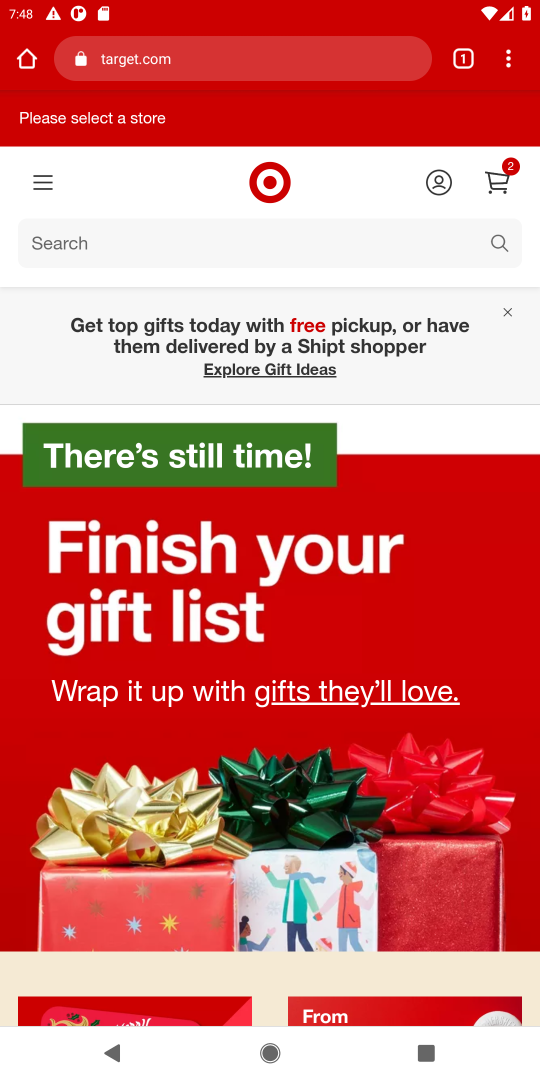 7:48
target.com
1
Please select a store
2
Search
Get top gifts today with free pickup, or have
them delivered by a Shipt shopper
Explore Gift Ideas
There's still time!
Finish your
gift list
Wrap it up with gifts they'll love.
From